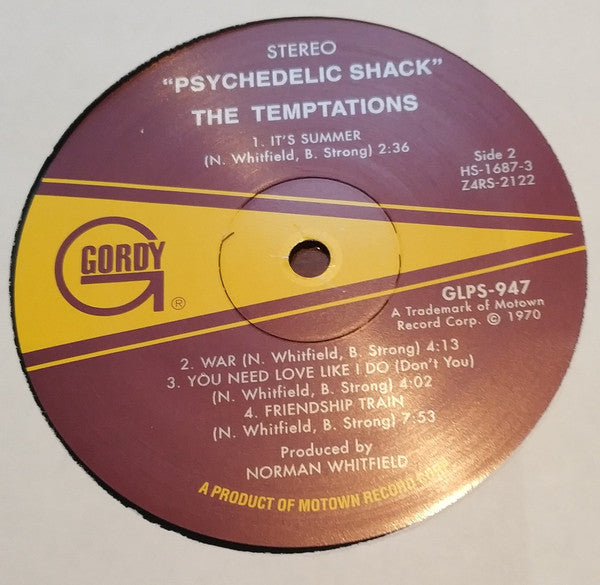 STEREO
"PSYCHEDELIC SHACK"
THE TEMPTATIONS
1. IT'S SUMMER
(N. Whitfield, B. Strong) 2:36
Side 2
HS-1687-3
Z4RS-2122
GORDY
®
GLPS-947
A Trademark of Motown
Record Corp. © 1970
2. WAR (N. Whitfield, B. Strong) 4:13
3. YOU NEED LOVE LIKE I DO (Don't You)
(N. Whitfield, B. Strong) 4:02
4. FRIENDSHIP TRAIN
(N. Whitfield, B. Strong) 7:53
Produced by
NORMAN WHITFIELD
A PRODUCT OF MOTOWN RECORD CORP.